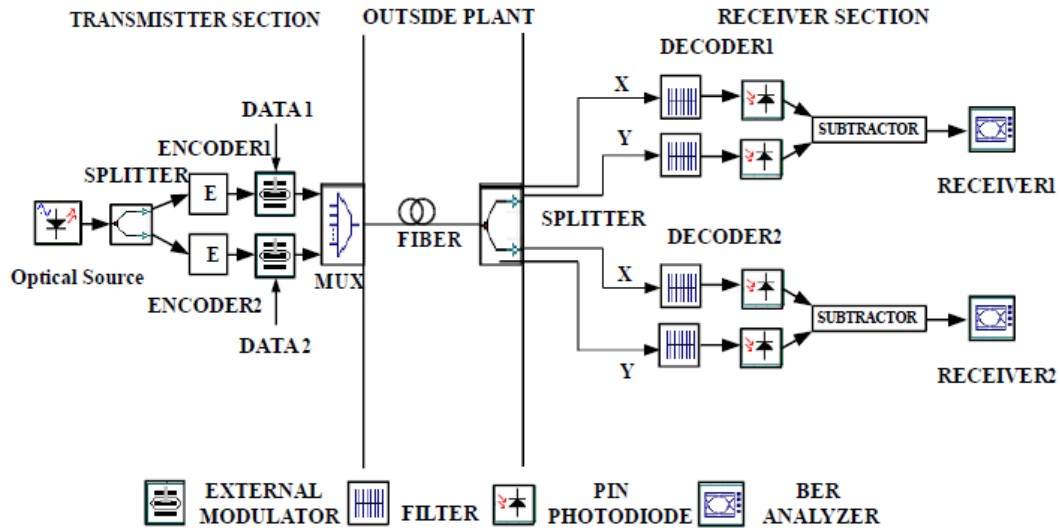 TRANSMISTTER SECTION
OUTSIDE PLANT
RECEIVER SECTION
DECODER1
X
DATA 1
SUBTRACTOR
ENCODER1
Y
SPLITTER
RECEIVER1
E
SPLITTER
FIBER
DECODER2
E
Optical Source
MUX
X
ENCODER2
SUBTRACTOR
DATA 2
Y
RECEIVER2
EXTERNAL
MODULATOR
FILTER
PIN
PHOTODIODE
BER
ANALYZER